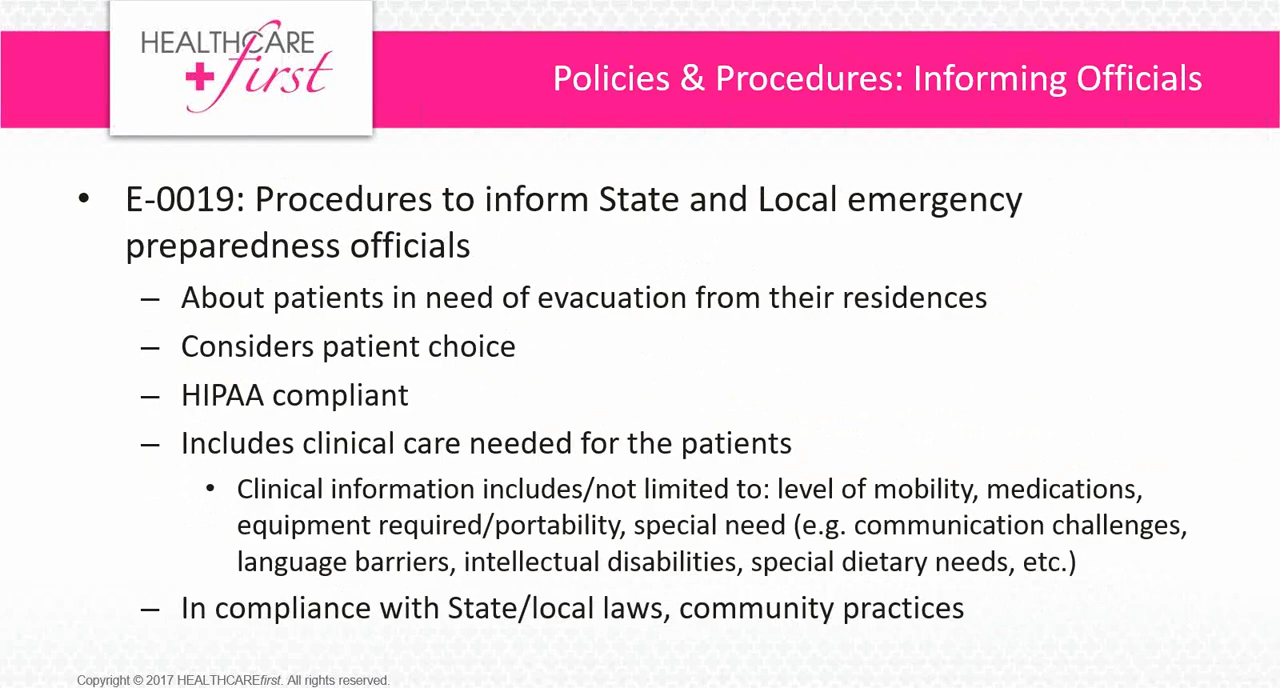 HEALTHCARE
first
Policies & Procedures: Informing Officials
• E-0019: Procedures to inform State and Local emergency
preparedness officials
– About patients in need of evacuation from their residences
– Considers patient choice
– HIPAA compliant
– Includes clinical care needed for the patients
• Clinical information includes/not limited to: level of mobility, medications,
equipment required/portability, special need (e.g. communication challenges,
language barriers, intellectual disabilities, special dietary needs, etc.)
– In compliance with State/local laws, community practices
Copyright © 2017 HEALTHCAREfirst. All rights reserved.